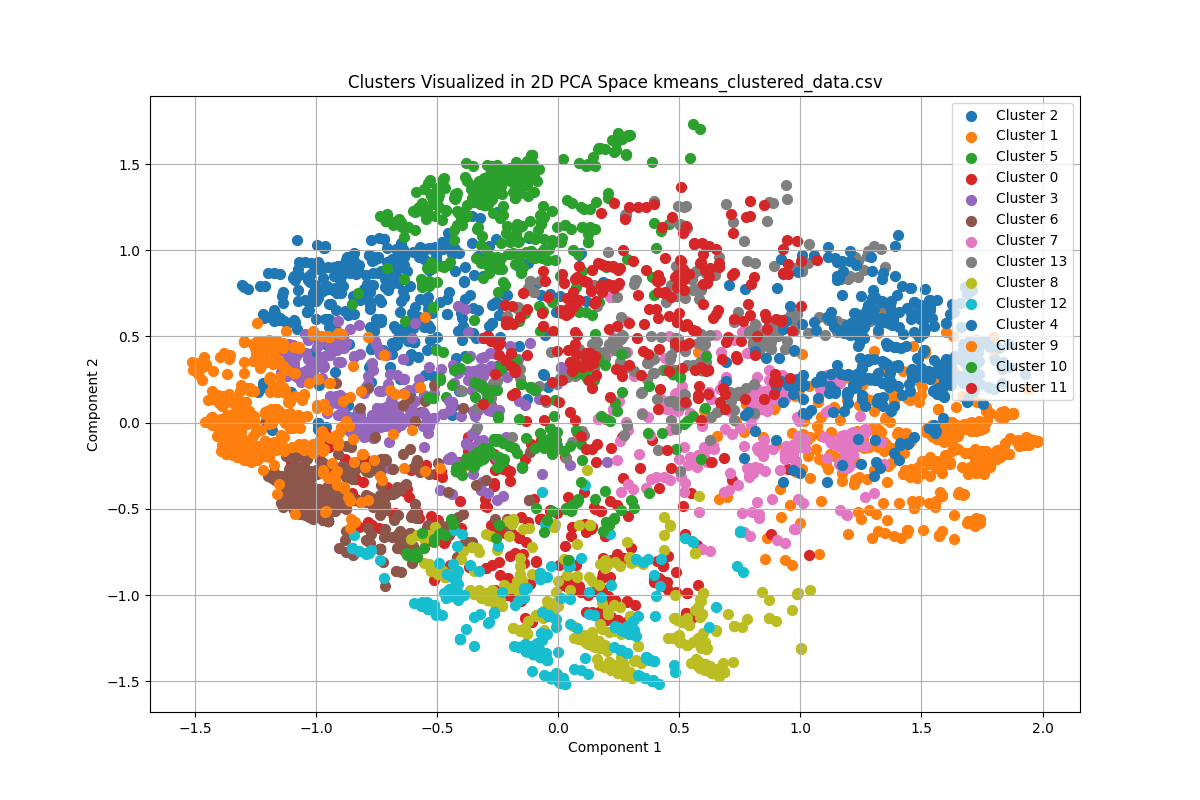 Clusters Visualized in 2D PCA Space kmeans_clustered_data.csv
Cluster 2
Cluster 1
Cluster 5
Cluster 0
Cluster 3
Cluster 6
Cluster 7
Cluster 13
Cluster 8
Cluster 12
Cluster 4
Cluster 9
Cluster 10
Cluster 11
Component 2
1.5
1.0
0.5
0.0
−0.5
−1.0
−1.5
−1.5
−1.0
−0.5
0.0
0.5
1.0
1.5
2.0
Component 1